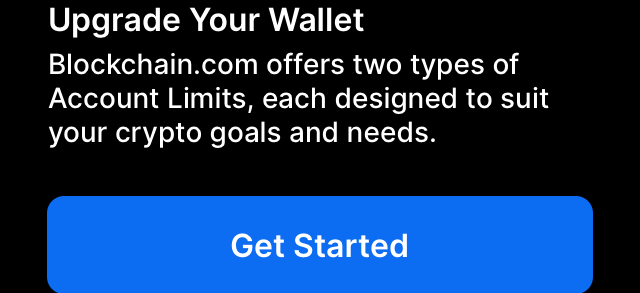 Upgrade Your Wallet
Blockchain.com offers two types of
Account Limits, each designed to suit
your crypto goals and needs.
Get Started